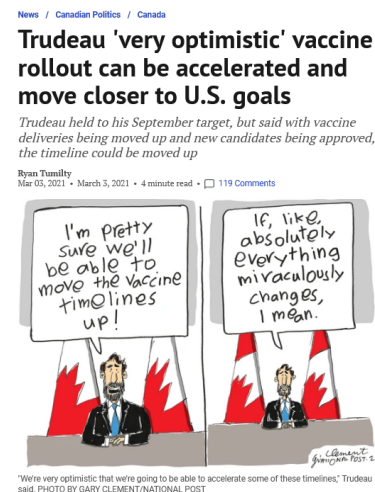 News / Canadian Politics / Canada
Trudeau 'very optimistic' vaccine
rollout can be accelerated and
move closer to U.S. goals
Trudeau held to his September target, but said with vaccine
deliveries being moved up and new candidates being approved,
the timeline could be moved up
Ryan Tumilty
Mar 03, 2021 • March 3, 2021 • 4 minute read • 119 Comments
I'm pretty
sure we'll
be able to
move the vaccine
timelines
up!
If, like,
absolutely
everything
miraculously
changes,
I mean.
Clement
POST
"We're very optimistic that we're going to be able to accelerate some of these timelines," Trudeau
said. PHOTO BY GARY CLEMENT/NATIONAL POST